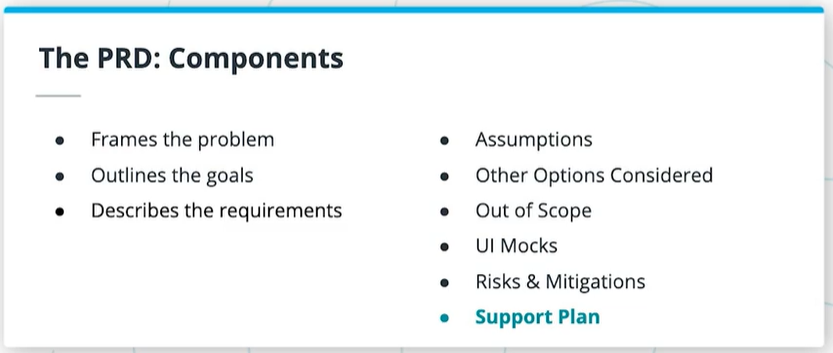 The PRD: Components
Frames the problem
Outlines the goals
Describes the requirements
Assumptions
Other Options Considered
Out of Scope
UI Mocks
Risks & Mitigations
Support Plan